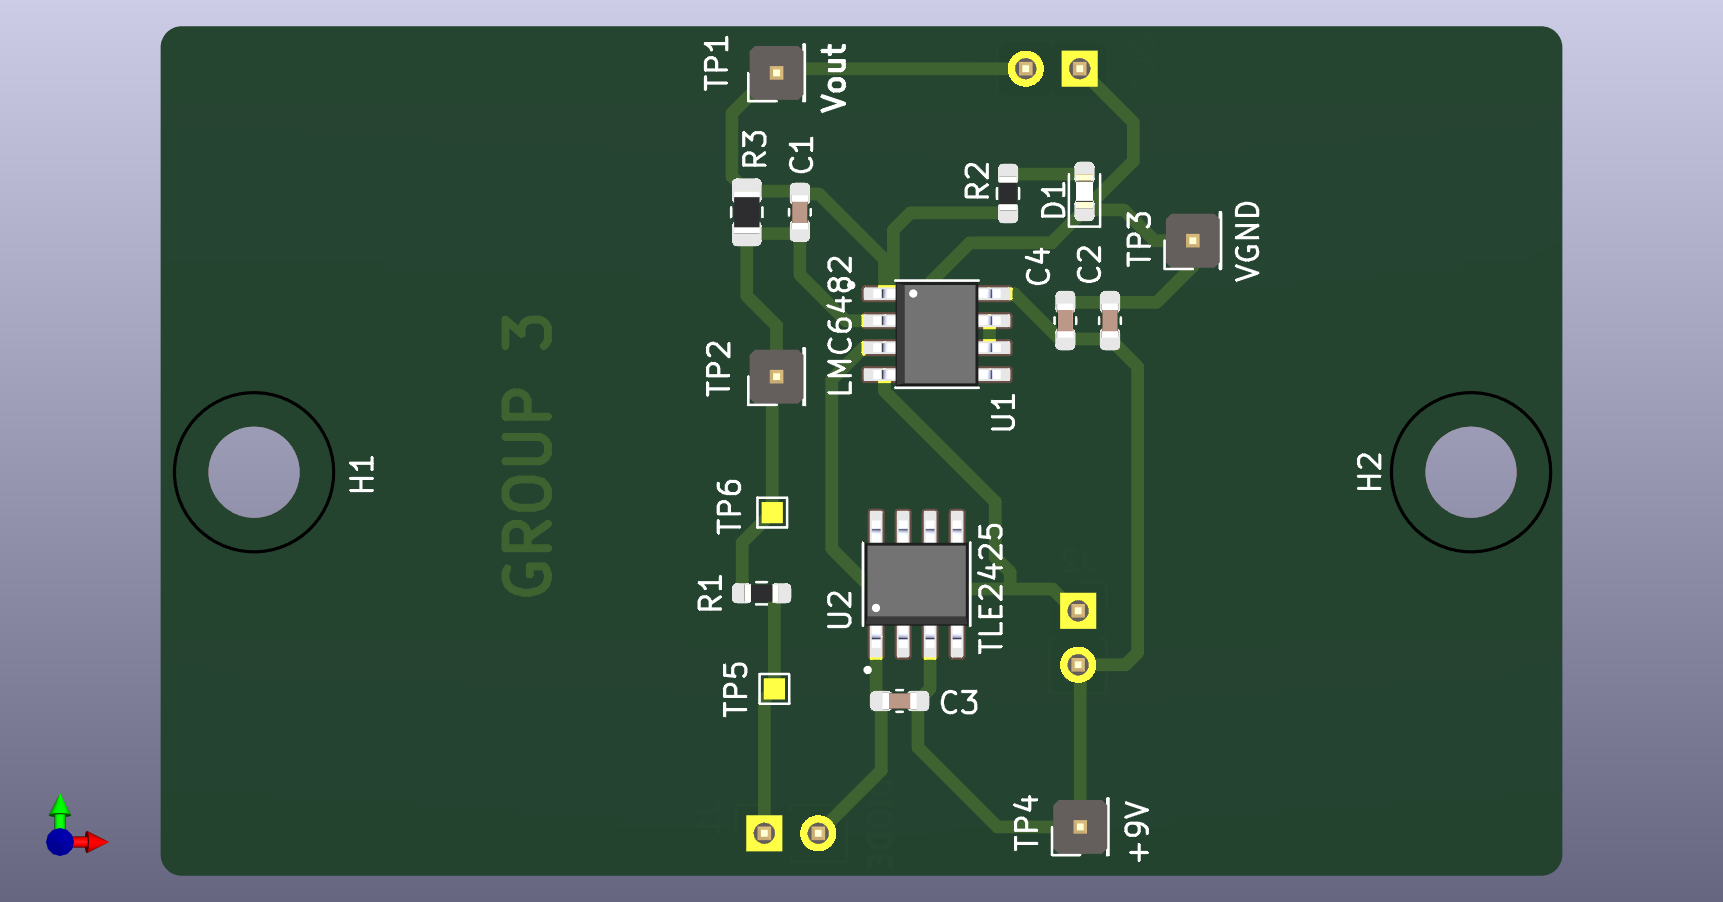 TP1
Vout
R3
C1
R2
D1
TP3
VGND
C4
C2
LMC6482
U1
TP2
GROUP 3
H1
H2
TP6
R1
U2
TLE2425
TP5
C3
TP4
+9V